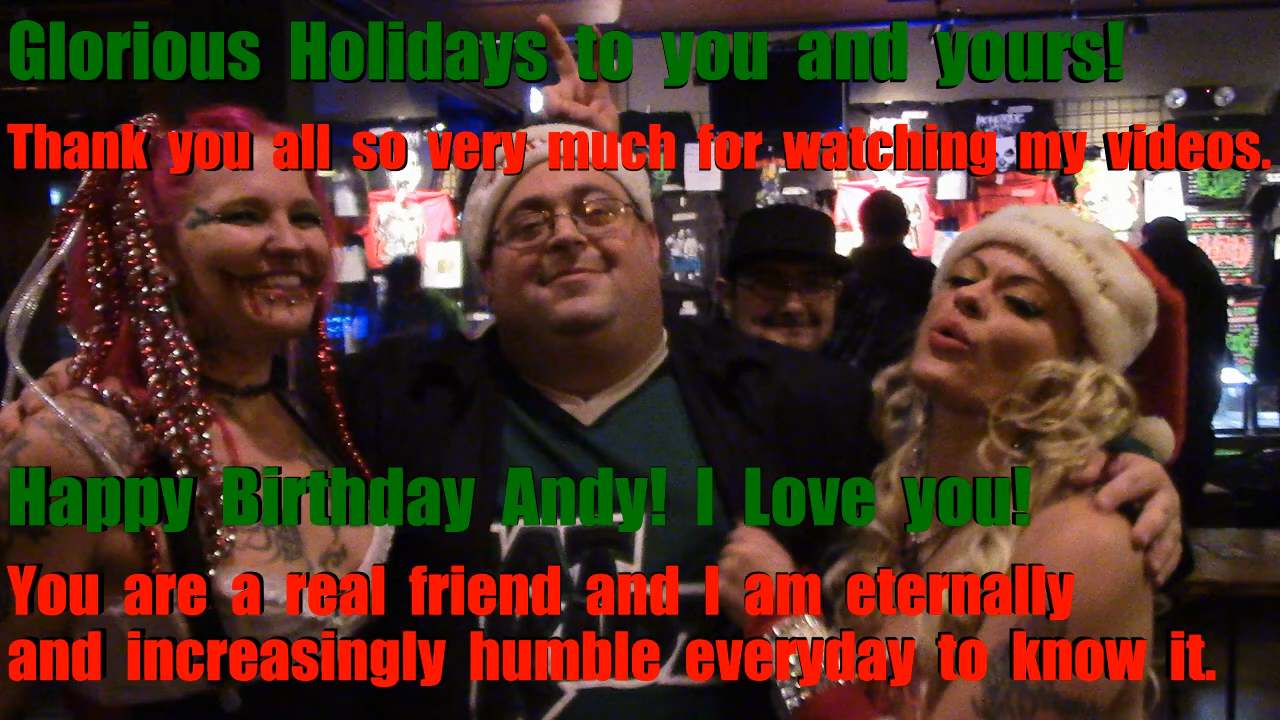 Glorious Holidays to you and yours!
Thank you all so very much for watching my videos.
Happy Birthday Andy! I Love you!
You are a real friend and I am eternally
and increasingly humble everyday to know it.